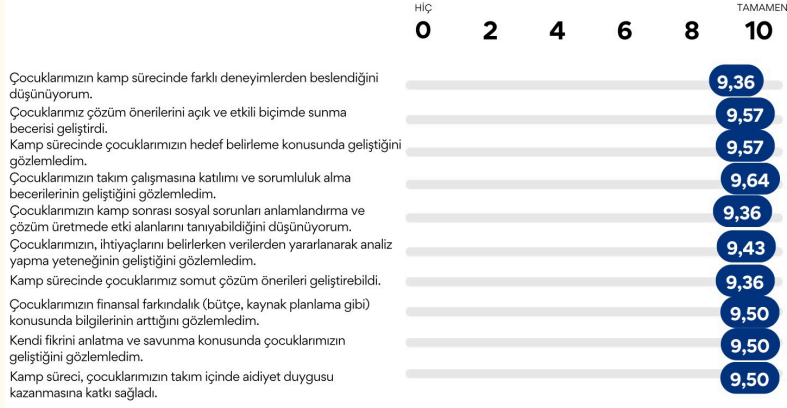 HİÇ TAMAMEN
0 2 4 6 8 10
Çocuklarımızın kamp sürecinde farklı deneyimlerden beslendiğini
düşünüyorum.
9,36
Çocuklarımız çözüm önerilerini açık ve etkili biçimde sunma
becerisi geliştirdi.
9,57
Kamp sürecinde çocuklarımızın hedef belirleme konusunda geliştiğini
gözlemledim.
9,57
Çocuklarımızın takım çalışmasına katılımı ve sorumluluk alma
becerilerinin geliştiğini gözlemledim.
9,64
Çocuklarımızın kamp sonrası sosyal sorunları anlamlandırma ve
çözüm üretmede etki alanlarını tanıyabildiğini düşünüyorum.
9,36
Çocuklarımızın, ihtiyaçlarını belirlerken verilerden yararlanarak analiz
yapma yeteneğinin geliştiğini gözlemledim.
9,43
Kamp sürecinde çocuklarımız somut çözüm önerileri geliştirebildi.
9,36
Çocuklarımızın finansal farkındalık (bütçe, kaynak planlama gibi)
konusunda bilgilerinin arttığını gözlemledim.
9,50
Kendi fikrini anlatma ve savunma konusunda çocuklarımızın
geliştiğini gözlemledim.
9,50
Kamp süreci, çocuklarımızın takım içinde aidiyet duygusu
kazanmasına katkı sağladı.
9,50